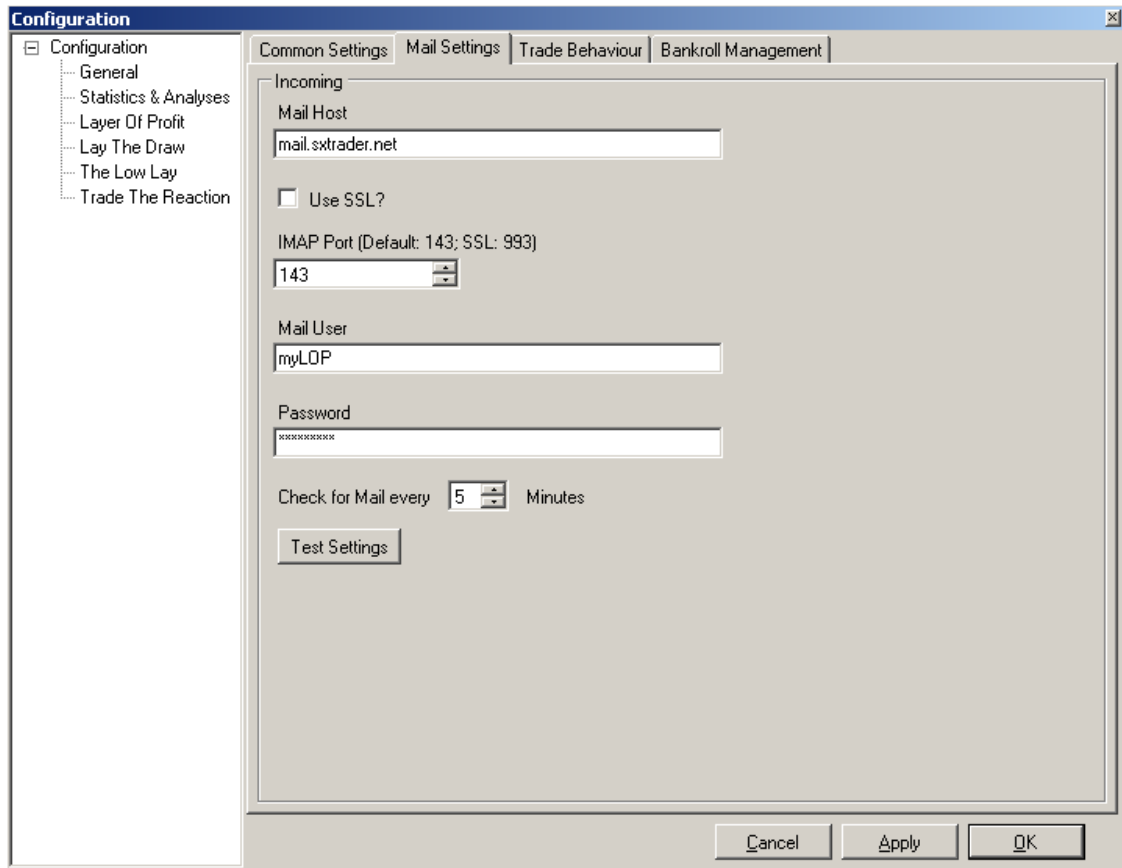 Configuration
Configuration
General
Statistics & Analyses
Layer Of Profit
Lay The Draw
The Low Lay
Trade The Reaction
Common Settings Mail Settings Trade Behaviour Bankroll Management
Incoming
Mail Host
mail.sxtrader.net
Use SSL?
IMAP Port (Default: 143; SSL: 993)
143
Mail User
myLOP
Password
*********
Check for Mail every 5 Minutes
Test Settings
Cancel Apply OK